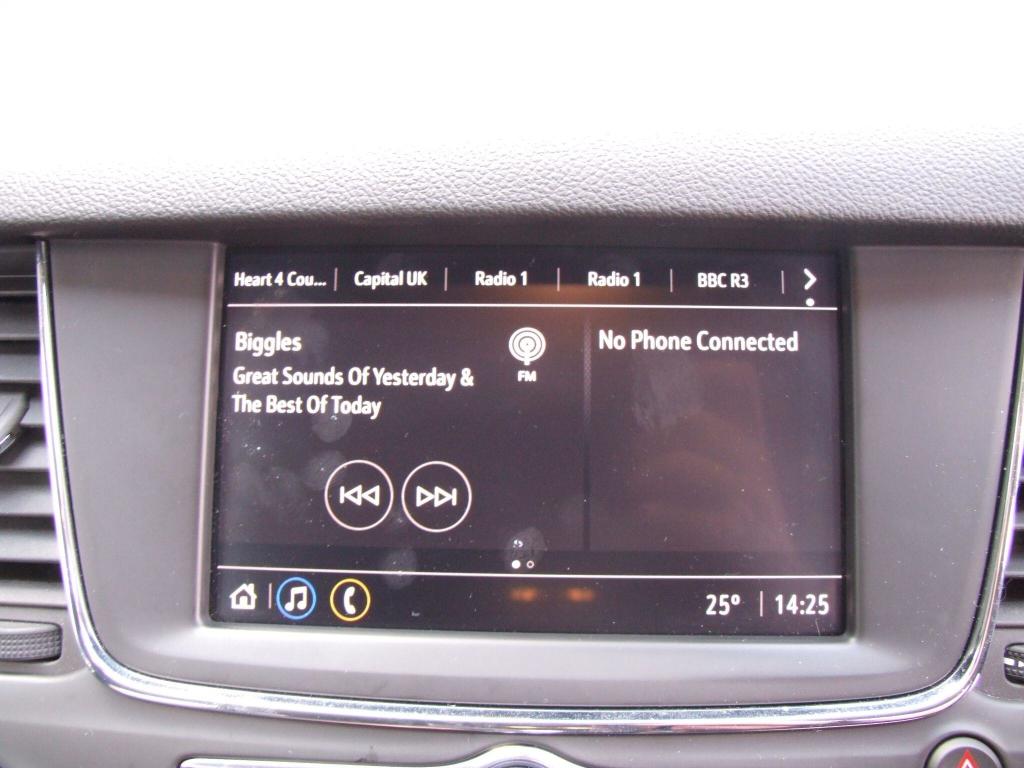 Heart 4 Cou... Capital UK Radio 1 Radio 1 BBC R3
Biggles
FM
No Phone Connected
Great Sounds Of Yesterday &
The Best Of Today
25° 14:25